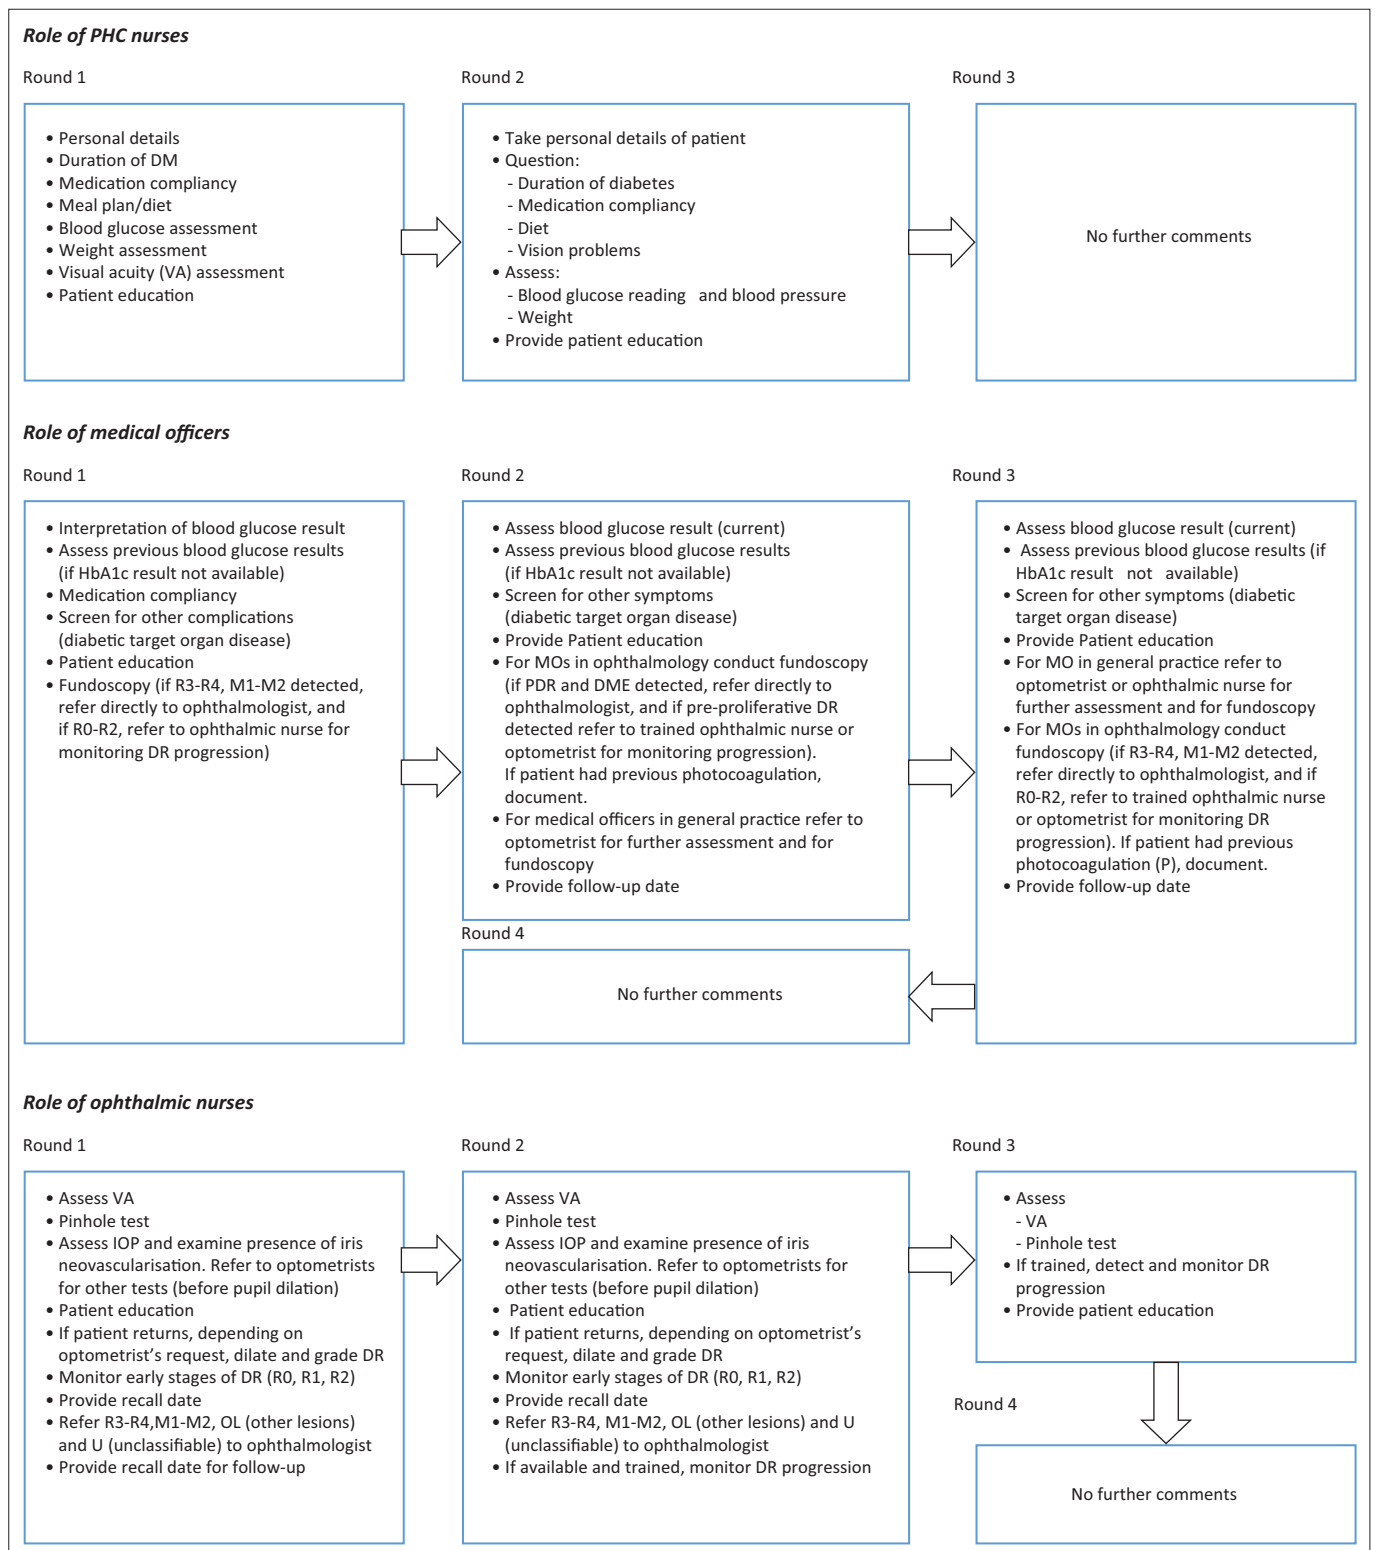 Role of PHC nurses
Round 1
• Personal details
• Duration of DM
• Medication compliancy
• Meal plan/diet
• Blood glucose assessment
• Weight assessment
• Visual acuity (VA) assessment
• Patient education
Round 2
• Take personal details of patient
• Question:
- Duration of diabetes
- Medication compliancy
- Diet
- Vision problems
• Assess:
- Blood glucose reading and blood pressure
- Weight
• Provide patient education
Round 3
No further comments
Role of medical officers
Round 1
• Interpretation of blood glucose result
• Assess previous blood glucose results
(if HbA1c result not available)
• Medication compliancy
• Screen for other complications
(diabetic target organ disease)
• Patient education
• Fundoscopy (if R3-R4, M1-M2 detected,
refer directly to ophthalmologist, and
if R0-R2, refer to ophthalmic nurse for
monitoring DR progression)
Round 2
• Assess blood glucose result (current)
• Assess previous blood glucose results
(if HbA1c result not available)
• Screen for other symptoms
(diabetic target organ disease)
• Provide Patient education
• For MOs in ophthalmology conduct fundoscopy
(if PDR and DME detected, refer directly to
ophthalmologist, and if pre-proliferative DR
detected refer to trained ophthalmic nurse or
optometrist for monitoring progression).
If patient had previous photocoagulation,
document.
• For medical officers in general practice refer to
optometrist for further assessment and for
fundoscopy
• Provide follow-up date
Round 3
• Assess blood glucose result (current)
• Assess previous blood glucose results (if
HbA1c result not available)
• Screen for other symptoms (diabetic
target organ disease)
• Provide Patient education
• For MO in general practice refer to
optometrist or ophthalmic nurse for
further assessment and for fundoscopy
• For MOs in ophthalmology conduct
fundoscopy (if R3-R4, M1-M2 detected,
refer directly to ophthalmologist, and if
R0-R2, refer to trained ophthalmic nurse
or optometrist for monitoring DR
progression). If patient had previous
photocoagulation (P), document.
• Provide follow-up date
Round 4
No further comments
Role of ophthalmic nurses
Round 1
• Assess VA
• Pinhole test
• Assess IOP and examine presence of iris
neovascularisation. Refer to optometrists
for other tests (before pupil dilation)
• Patient education
• If patient returns, depending on
optometrist's request, dilate and grade DR
• Monitor early stages of DR (R0, R1, R2)
• Provide recall date
• Refer R3-R4,M1-M2, OL (other lesions)
and U (unclassifiable) to ophthalmologist
• Provide recall date for follow-up
Round 2
• Assess VA
• Pinhole test
• Assess IOP and examine presence of iris
neovascularisation. Refer to optometrists for
other tests (before pupil dilation)
• Patient education
• If patient returns, depending on optometrist's
request, dilate and grade DR
• Monitor early stages of DR (R0, R1, R2)
• Provide recall date
• Refer R3-R4, M1-M2, OL (other lesions) and U
(unclassifiable) to ophthalmologist
• If available and trained, monitor DR progression
Round 3
• Assess
- VA
- Pinhole test
• If trained, detect and monitor DR
progression
• Provide patient education
Round 4
No further comments